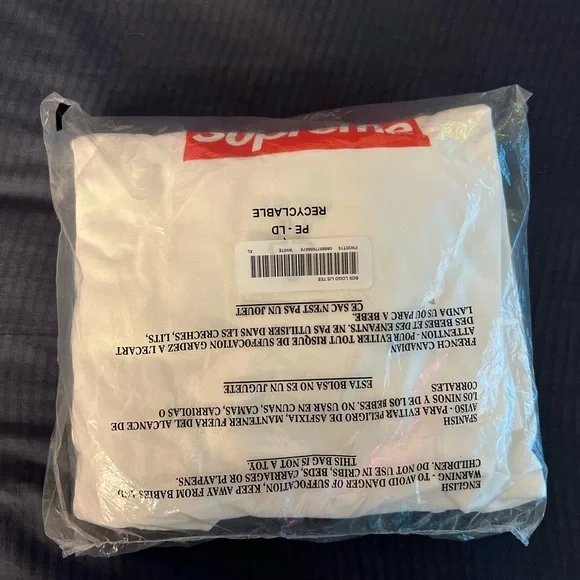 Supreme
ENGLISH
WARNING - TO AVOID DANGER OF SUFFOCATION, KEEP AWAY FROM BABIES AND
CHILDREN. DO NOT USE IN CRIBS, BEDS, CARRIAGES OR PLAYPENS.
THIS BAG IS NOT A TOY.
SPANISH
AVISO - PARA EVITAR PELIGRO DE ASFIXIA, MANTENER FUERA DEL ALCANCE DE
LOS NINOS Y DE LOS BEBES. NO USAR EN CUNAS, CAMAS, CARRIOLAS O
CORRALES
ESTA BOLSA NO ES UN JUGUETE
FRENCH CANADIAN
ATTENTION - POUR EVITER TOUT RISQUE DE SUFFOCATION GARDEZ A L'ECART
DES BEBES ET DES ENFANTS. NE PAS UTILISER DANS LES CRECHES, LITS,
LANDA US OU PARC A BEBE.
CE SAC N'EST PAS UN JOUET
BOX LOGO L/S TEE
WHITE XL
PE - LD
RECYCLABLE